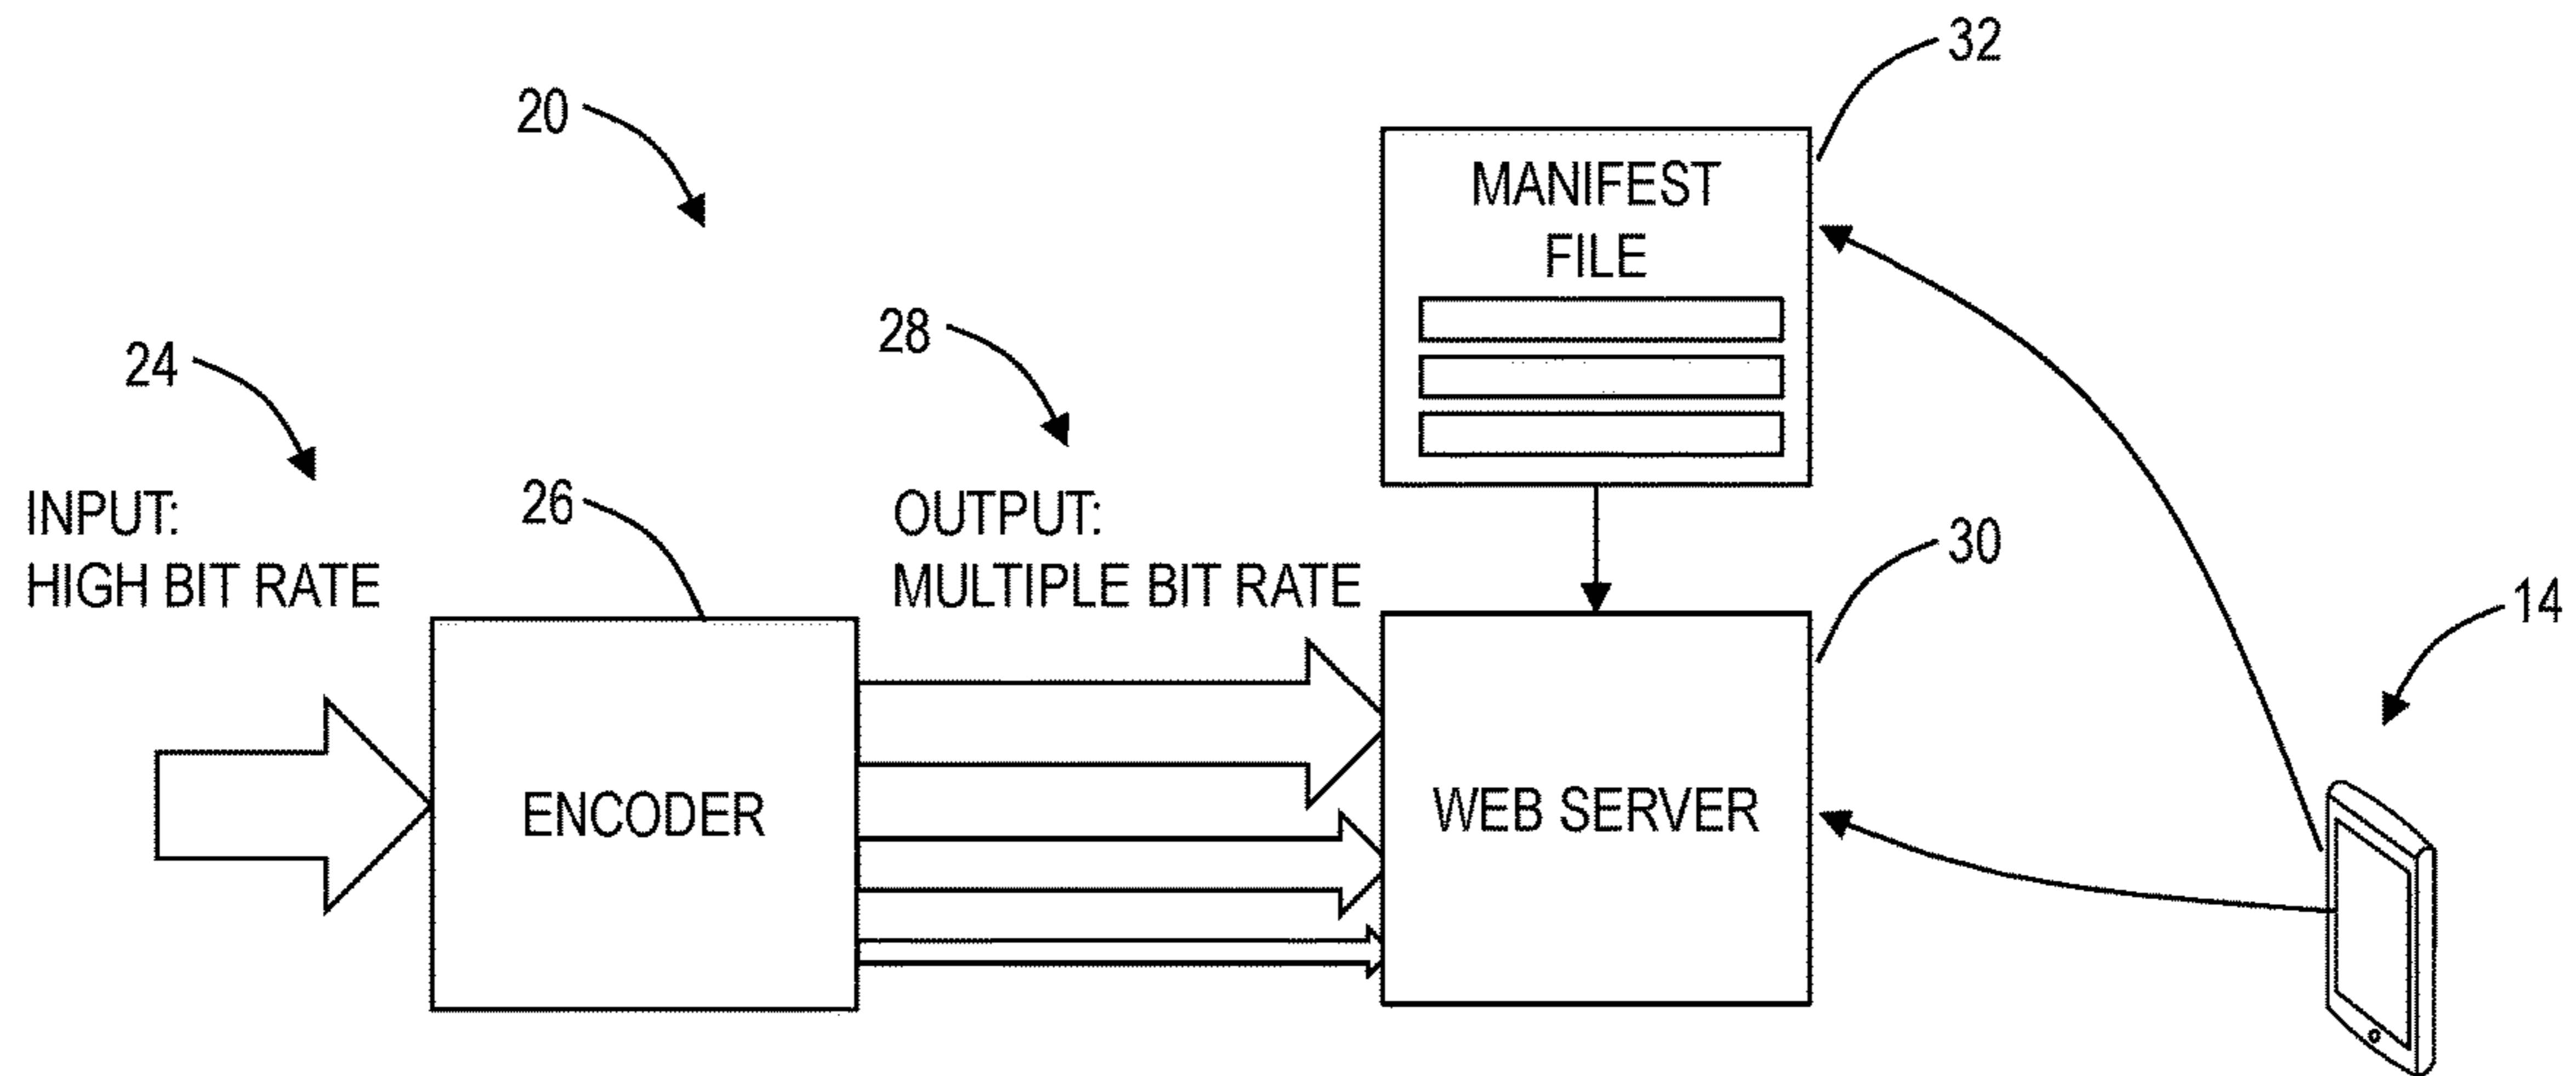 32
20
MANIFEST
FILE
28
24
INPUT:
HIGH BIT RATE
26
OUTPUT:
MULTIPLE BIT RATE
30
14
ENCODER
WEB SERVER